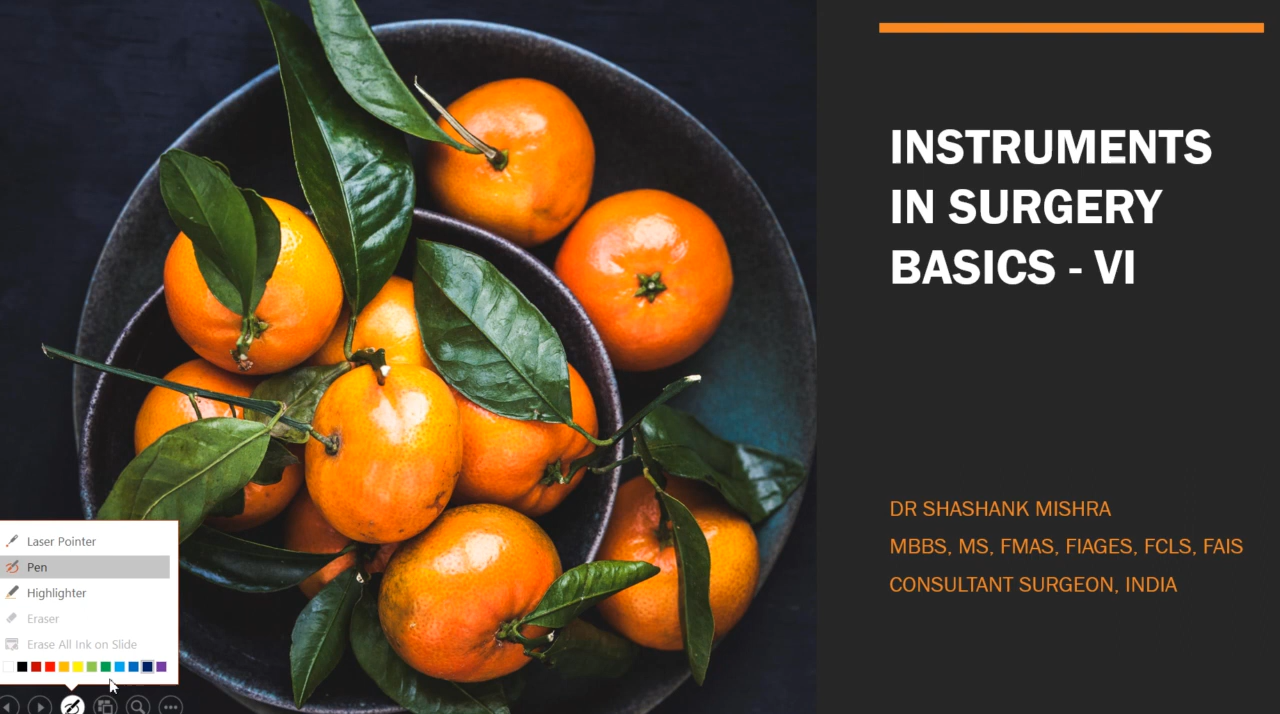 INSTRUMENTS
IN SURGERY
BASICS - VI
DR SHASHANK MISHRA
MBBS, MS, FMAS, FIAGES, FCLS, FAIS
CONSULTANT SURGEON, INDIA
Laser Pointer
Pen
Highlighter
Eraser
Erase All Ink on Slide